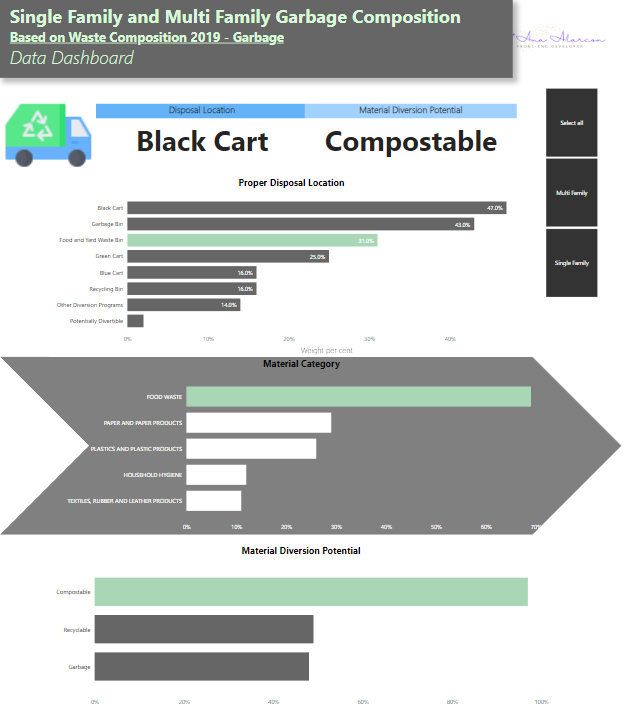 Single Family and Multi Family Garbage Composition
Based on Waste Composition 2019 - Garbage
Data Dashboard
Ana Alarcon
Disposal Location
Material Diversion Potential
Black Cart
Compostable
Select all
Multi Family
Single Family
Proper Disposal Location
Black Cart 47.0%
Garbage Bin 43.0%
Food and Yard Waste Bin 31.0%
Green Cart 25.0%
Blue Cart 16.0%
Recycling Bin 16.0%
Other Diversion Programs 14.0%
Potentially Divertible
0% 10% 20% 30% 40%
Weight per cent
Material Category
FOOD WASTE
PAPER AND PAPER PRODUCTS
PLASTICS AND PLASTIC PRODUCTS
HOUSEHOLD HYGIENE
TEXTILES, RUBBER AND LEATHER PRODUCTS
0% 10% 20% 30% 40% 50% 60% 70%
Material Diversion Potential
Compostable
Recyclable
Garbage
0% 20% 40% 60% 80% 100%